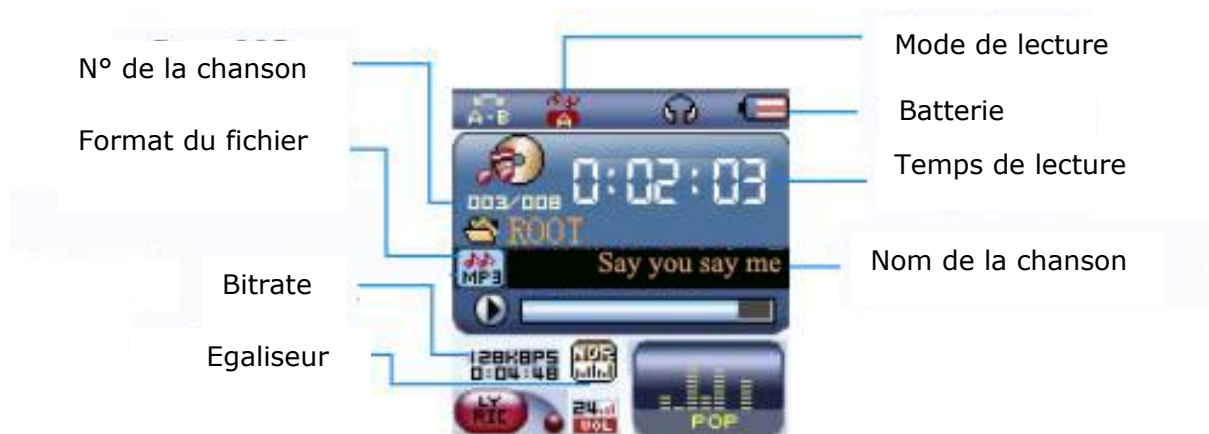 N° de la chanson
Format du fichier
Bitrate
Egaliseur
A-B
A
0:02:03
003/008
ROOT
MP3
Say you say me
128KBPS
0:04:48
NOR
LY
RIC
24
VOL
POP
Mode de lecture
Batterie
Temps de lecture
Nom de la chanson